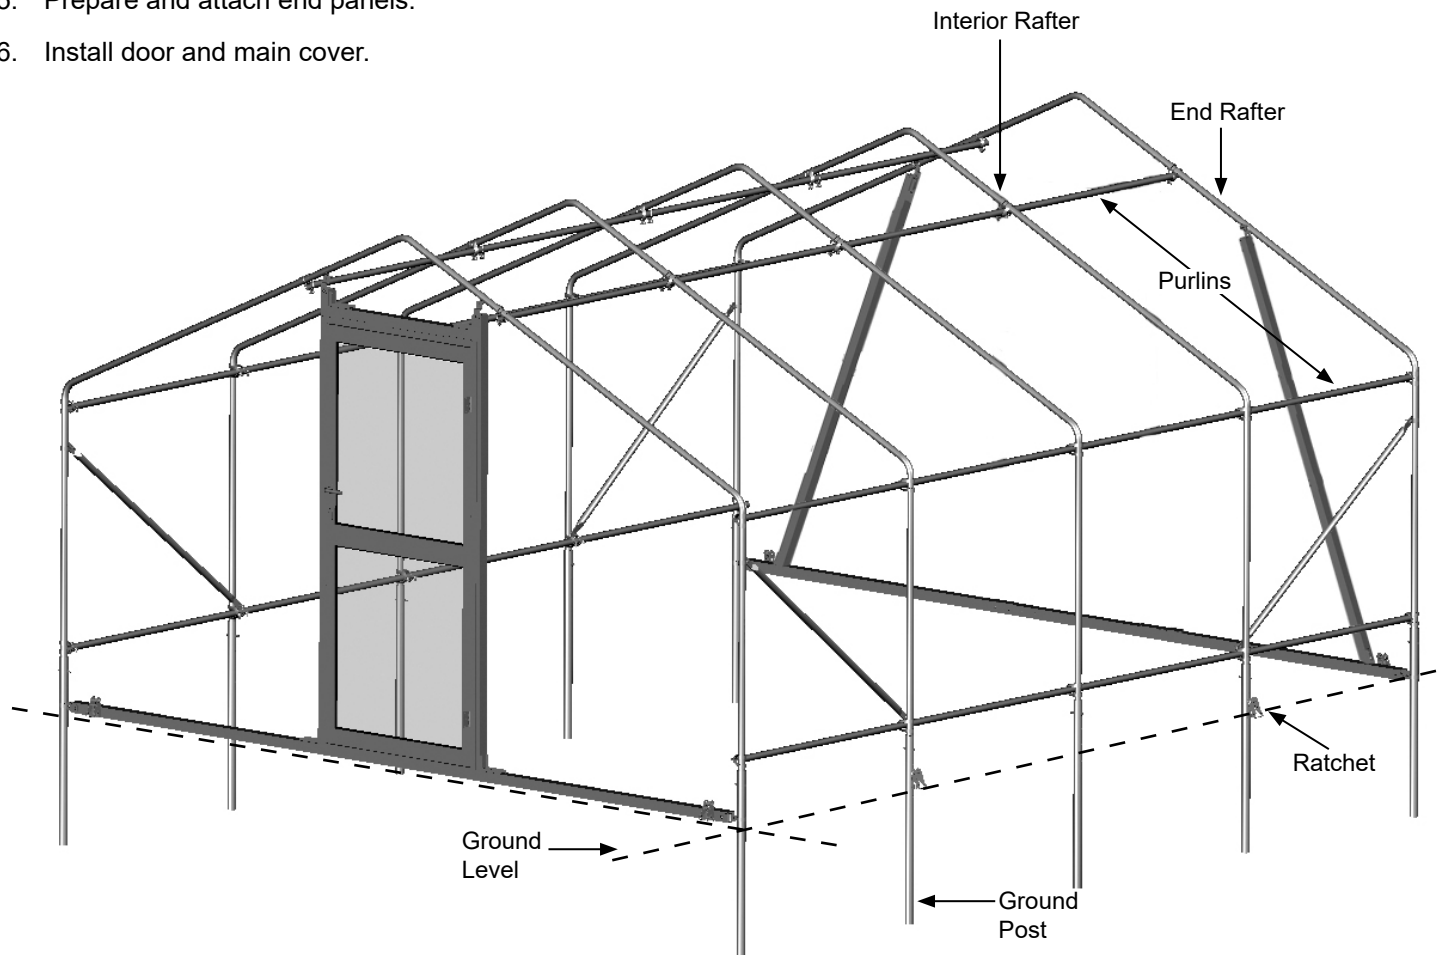 Prepare and attach end panels.
6. Install door and main cover.
Interior Rafter
End Rafter
Purlins
Ratchet
Ground
Level
Ground
Post